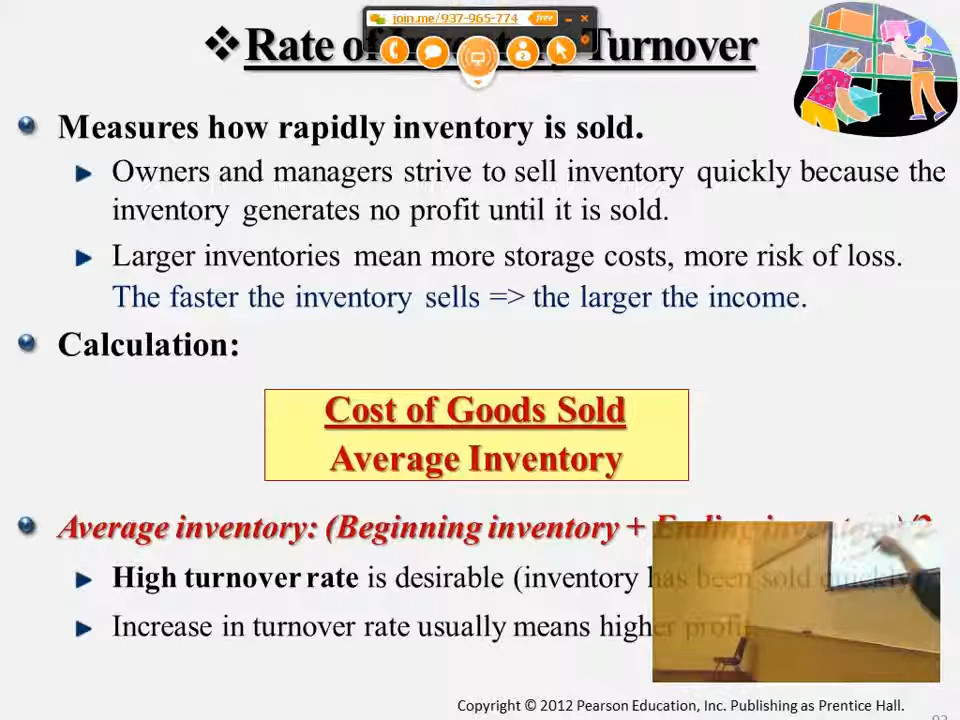 join.me/937-965-774 free
❖Rate of Inventory Turnover
Measures how rapidly inventory is sold.
Owners and managers strive to sell inventory quickly because the
inventory generates no profit until it is sold.
Larger inventories mean more storage costs, more risk of loss.
The faster the inventory sells => the larger the income.
Calculation:
Cost of Goods Sold
Average Inventory
Average inventory: (Beginning inventory + Ending inventory)/2
High turnover rate is desirable (inventory has been sold quickly)
Increase in turnover rate usually means higher profit.
Copyright © 2012 Pearson Education, Inc. Publishing as Prentice Hall.